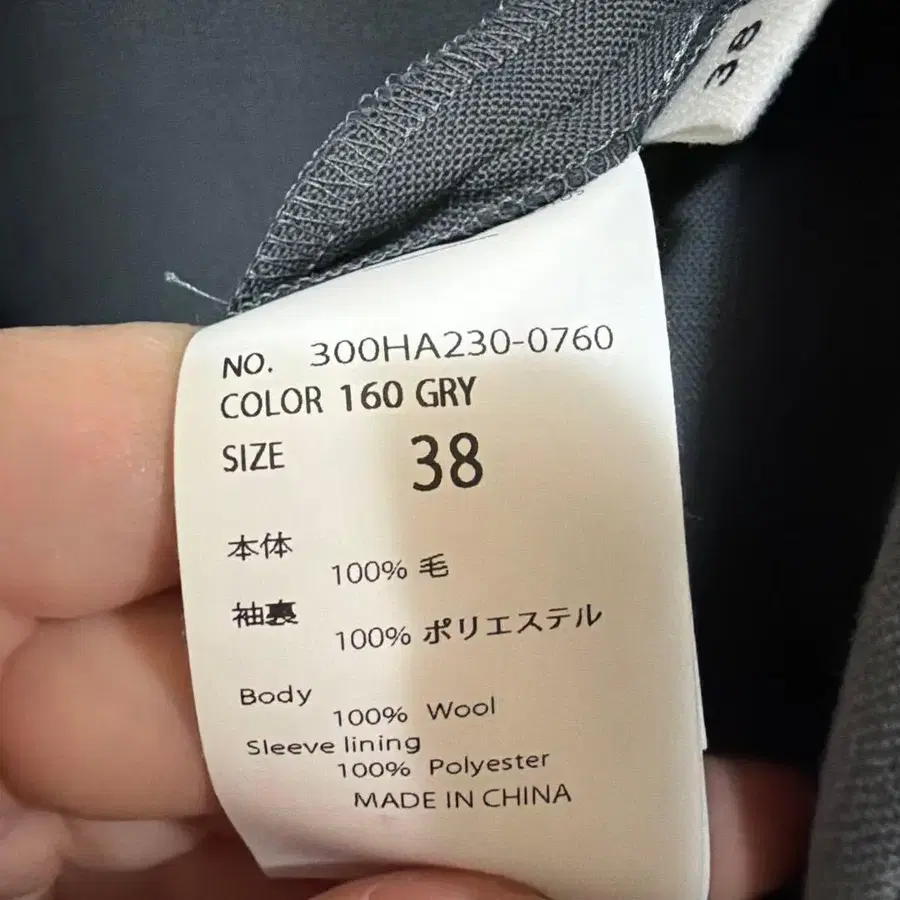 38
NO. 300HA230-0760
COLOR 160 GRY
SIZE 38
本体
100% 毛
袖裏
100% ポリエステル
Body
100% Wool
Sleeve lining
100% Polyester
MADE IN CHINA